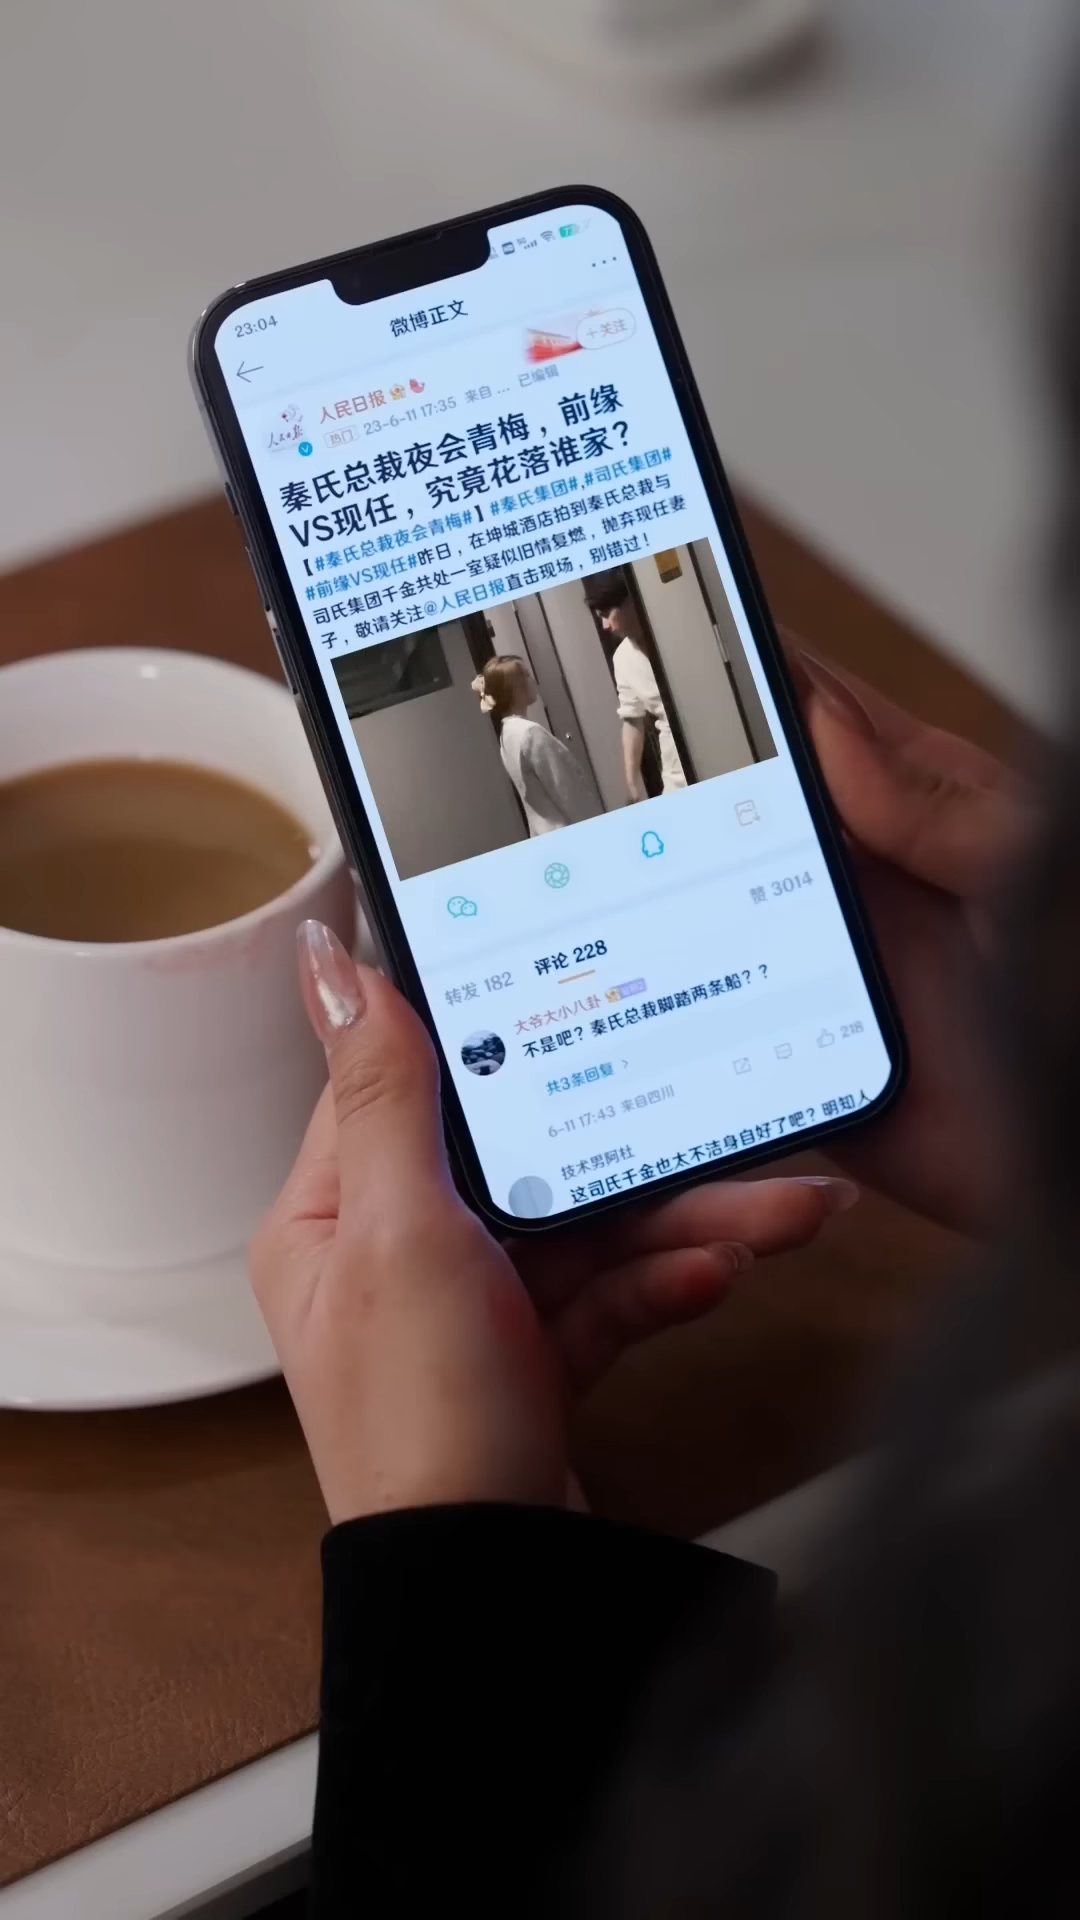 23:04
5G
微博正文
+关注
人民日报
人民日报
热门 23-6-11 17:35 来自 ... 已编辑
秦氏总裁夜会青梅，前缘
VS现任，究竟花落谁家？
【#秦氏总裁夜会青梅#】#秦氏集团#,#司氏集团#
#前缘VS现任#昨日，在坤城酒店拍到秦氏总裁与
司氏集团千金共处一室疑似旧情复燃，抛弃现任妻
子，敬请关注@人民日报直击现场，别错过！
转发 182 评论 228 赞 3014
大爷大小八卦
不是吧？秦氏总裁脚踏两条船？？
共3条回复 >
6-11 17:43 来自四川 218
技术男阿杜
这司氏千金也太不洁身自好了吧？明知人